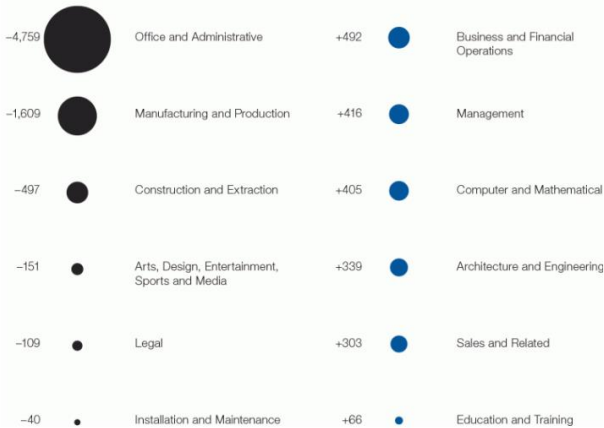 −4,759 Office and Administrative +492 Business and Financial
Operations
−1,609 Manufacturing and Production +416 Management
−497 Construction and Extraction +405 Computer and Mathematical
−151 Arts, Design, Entertainment, +339 Architecture and Engineering
Sports and Media
−109 Legal +303 Sales and Related
−40 Installation and Maintenance +66 Education and Training